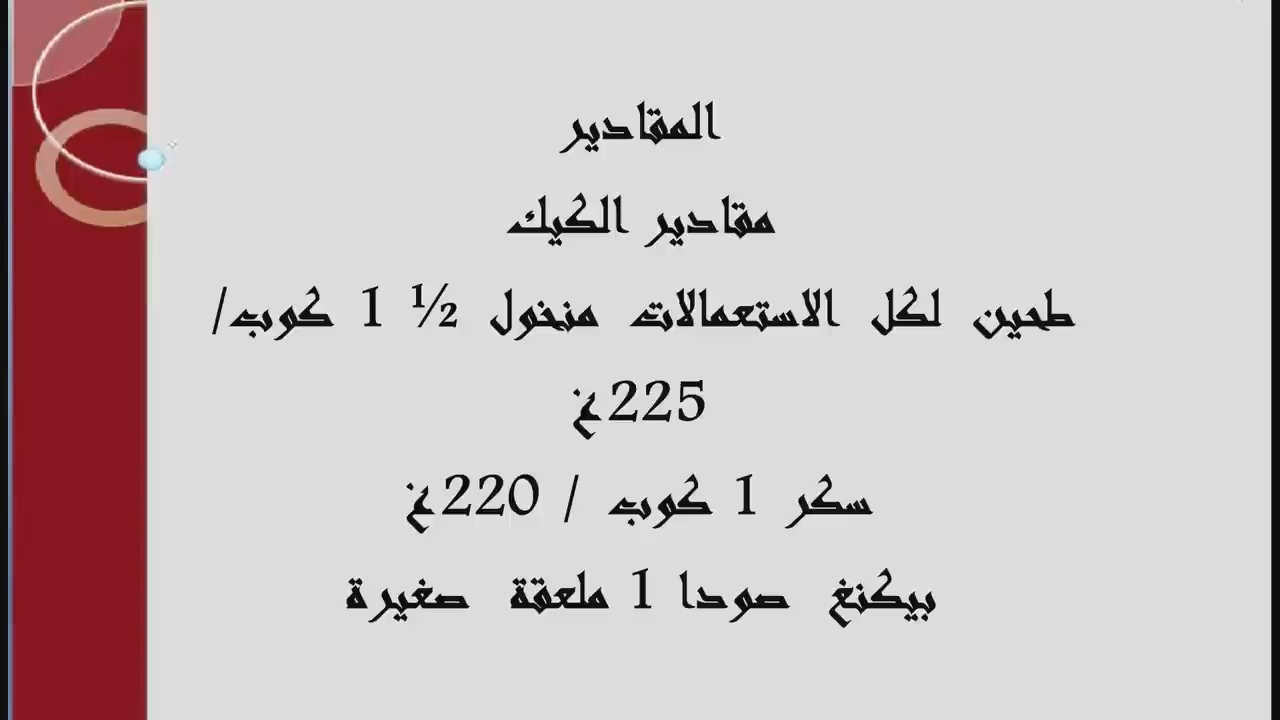 المقادير
مقادير الكيك
طحين لكل الاستعمالات منخول ½ 1 كوب/
225غ
سكر 1 كوب / 220غ
بيكنغ صودا 1 ملعقة صغيرة